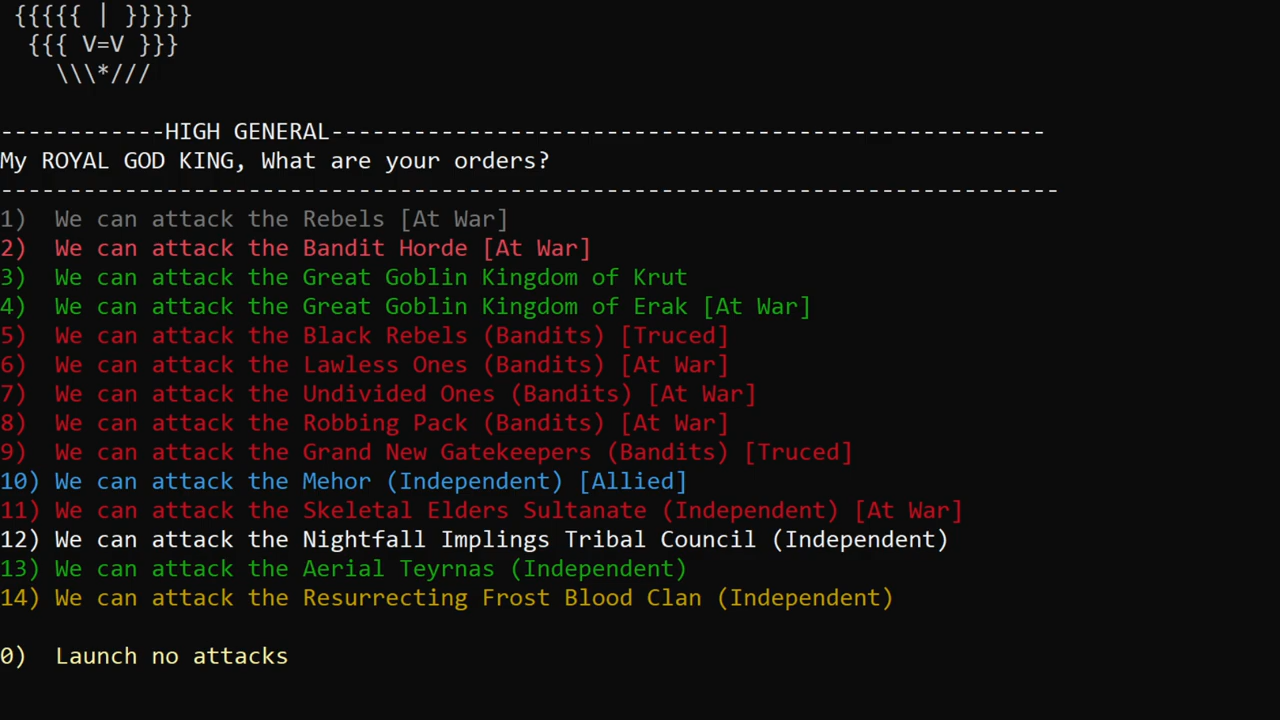 {{{{{ | }}}}}
{{{ V=V }}}
\\\*///
------------HIGH GENERAL----------------------------------------------------
My ROYAL GOD KING, What are your orders?
-----------------------------------------------------------------------------
1)  We can attack the Rebels [At War]
2)  We can attack the Bandit Horde [At War]
3)  We can attack the Great Goblin Kingdom of Krut
4)  We can attack the Great Goblin Kingdom of Erak [At War]
5)  We can attack the Black Rebels (Bandits) [Truced]
6)  We can attack the Lawless Ones (Bandits) [At War]
7)  We can attack the Undivided Ones (Bandits) [At War]
8)  We can attack the Robbing Pack (Bandits) [At War]
9)  We can attack the Grand New Gatekeepers (Bandits) [Truced]
10) We can attack the Mehor (Independent) [Allied]
11) We can attack the Skeletal Elders Sultanate (Independent) [At War]
12) We can attack the Nightfall Implings Tribal Council (Independent)
13) We can attack the Aerial Teyrnas (Independent)
14) We can attack the Resurrecting Frost Blood Clan (Independent)
0)  Launch no attacks